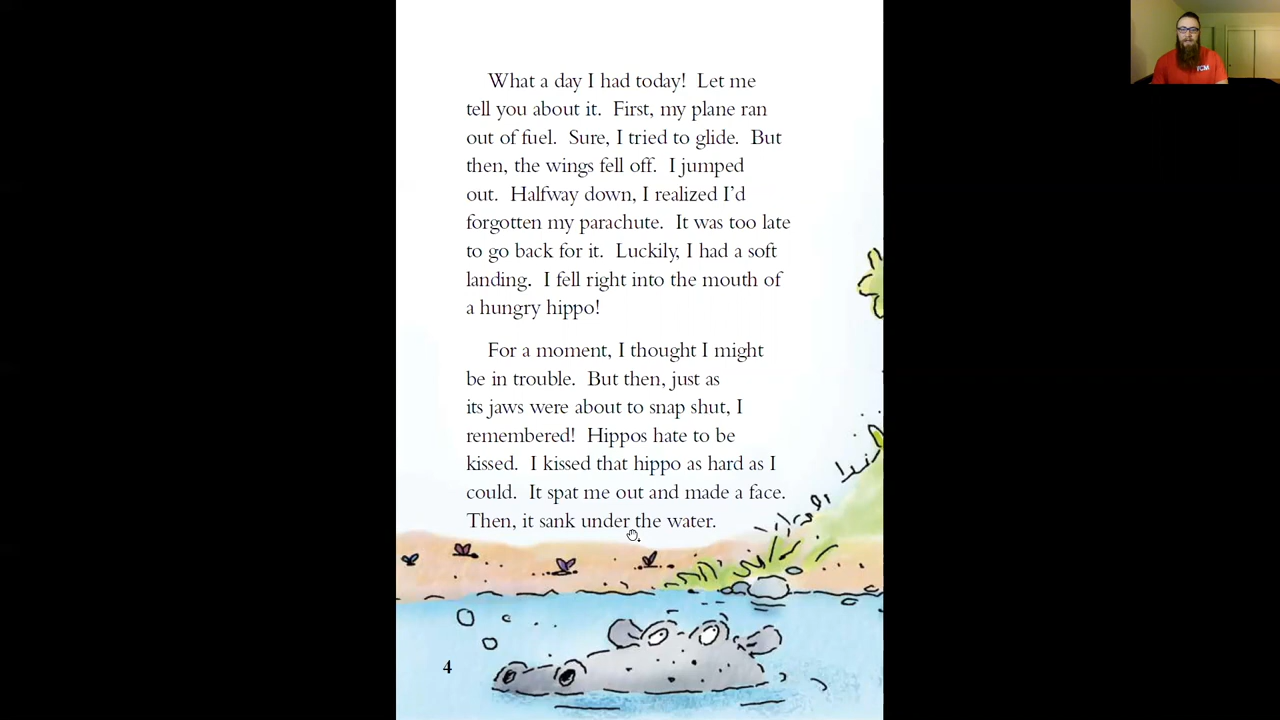 What a day I had today! Let me
tell you about it. First, my plane ran
out of fuel. Sure, I tried to glide. But
then, the wings fell off. I jumped
out. Halfway down, I realized I'd
forgotten my parachute. It was too late
to go back for it. Luckily, I had a soft
landing. I fell right into the mouth of
a hungry hippo!
For a moment, I thought I might
be in trouble. But then, just as
its jaws were about to snap shut, I
remembered! Hippos hate to be
kissed. I kissed that hippo as hard as I
could. It spat me out and made a face.
Then, it sank under the water.
4
TCM